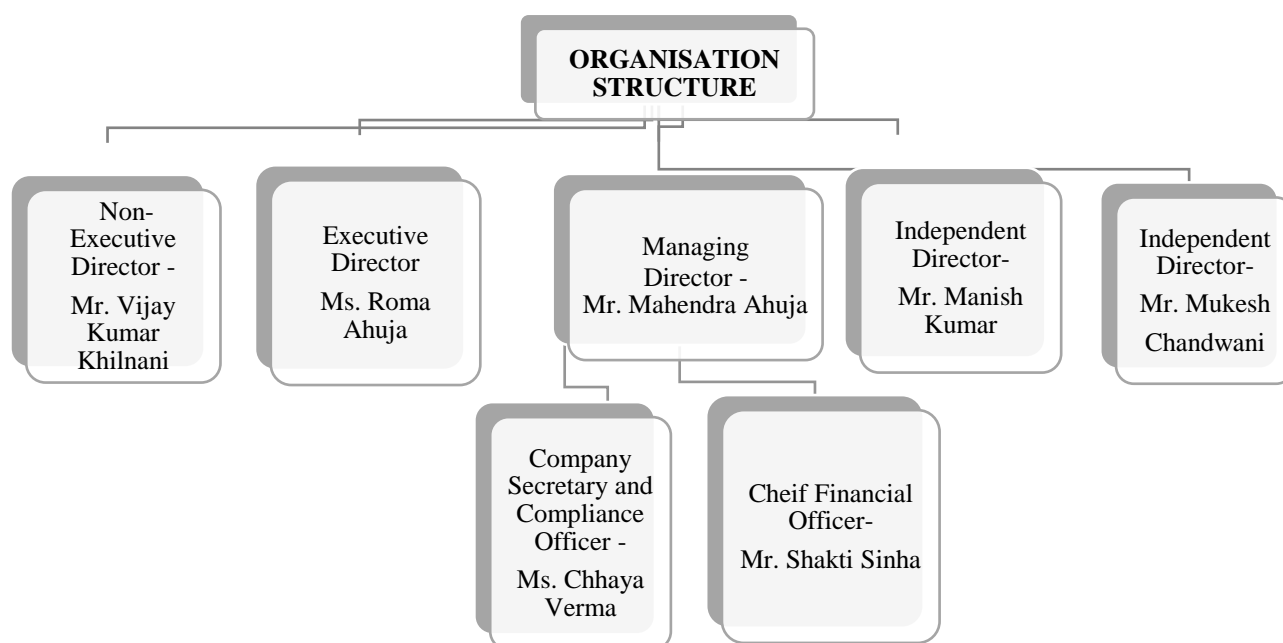 ORGANISATION
STRUCTURE
Non-
Executive
Director -
Mr. Vijay
Kumar
Khilnani
Executive
Director
Ms. Roma
Ahuja
Managing
Director -
Mr. Mahendra Ahuja
Independent
Director-
Mr. Manish
Kumar
Independent
Director-
Mr. Mukesh
Chandwani
Company
Secretary and
Compliance
Officer -
Ms. Chhaya
Verma
Cheif Financial
Officer-
Mr. Shakti Sinha